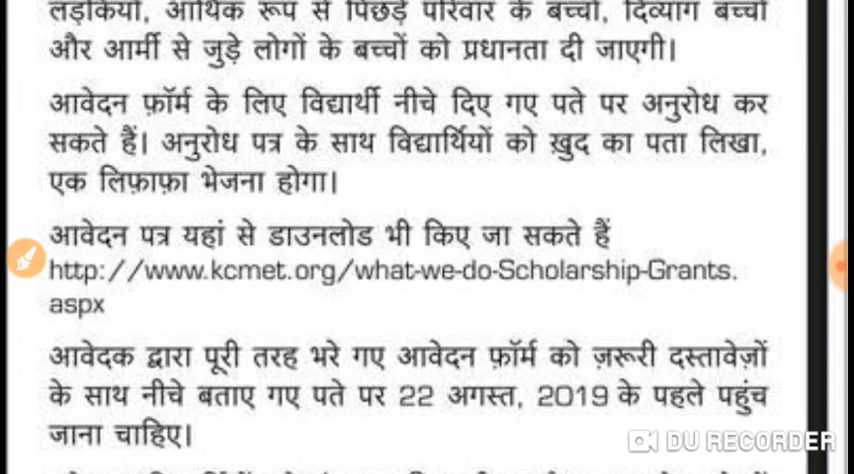 लड़कियों, आर्थिक रूप से पिछड़े परिवार के बच्चों, दिव्यांग बच्चों
और आर्मी से जुड़े लोगों के बच्चों को प्रधानता दी जाएगी।
आवेदन फ़ॉर्म के लिए विद्यार्थी नीचे दिए गए पते पर अनुरोध कर
सकते हैं। अनुरोध पत्र के साथ विद्यार्थियों को ख़ुद का पता लिखा,
एक लिफ़ाफ़ा भेजना होगा।
आवेदन पत्र यहां से डाउनलोड भी किए जा सकते हैं
http://www.kcmet.org/what-we-do-Scholarship-Grants.
aspx
आवेदक द्वारा पूरी तरह भरे गए आवेदन फ़ॉर्म को ज़रूरी दस्तावेज़ों
के साथ नीचे बताए गए पते पर 22 अगस्त, 2019 के पहले पहुंच
जाना चाहिए।
DU RECORDER